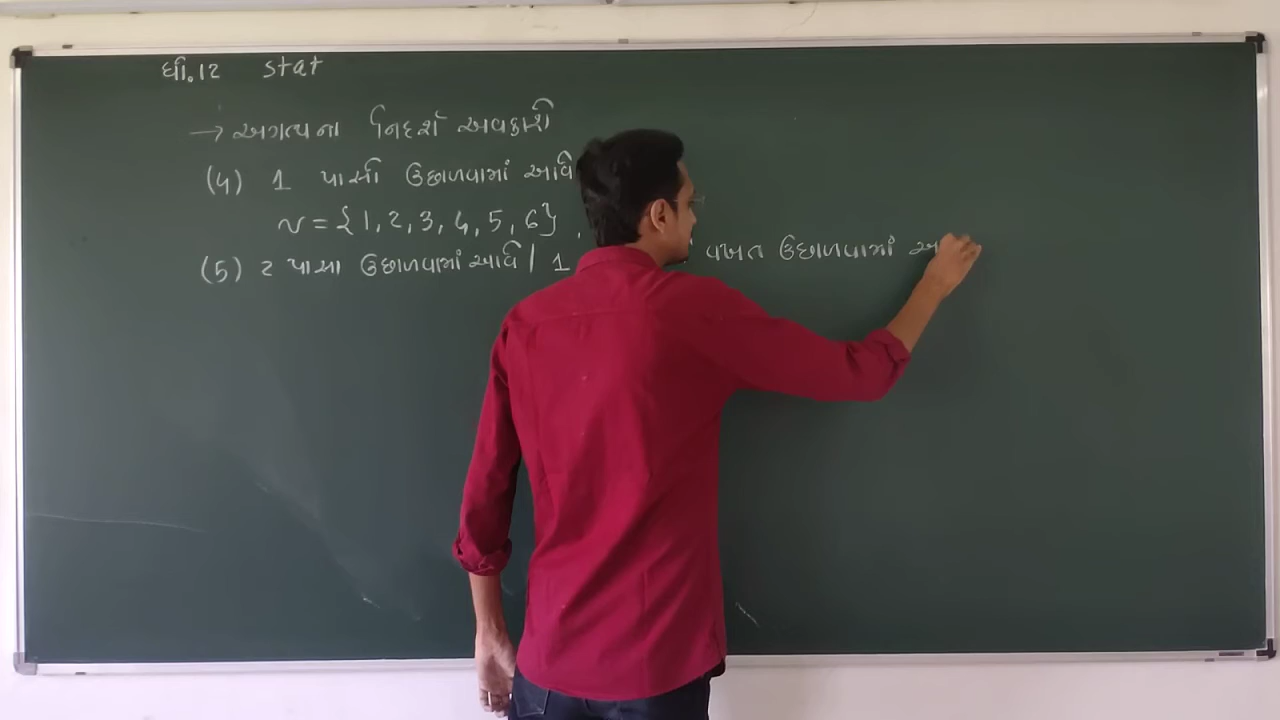 ધો.12 stat
→ અગત્યના નિદર્શ અવકાશ
(4) 1 પાસો ઉછાળવામાં આવે
U = {1, 2, 3, 4, 5, 6}
(5) 2 પાસા ઉછાળવામાં આવે / 1 વખત ઉછાળવામાં આ